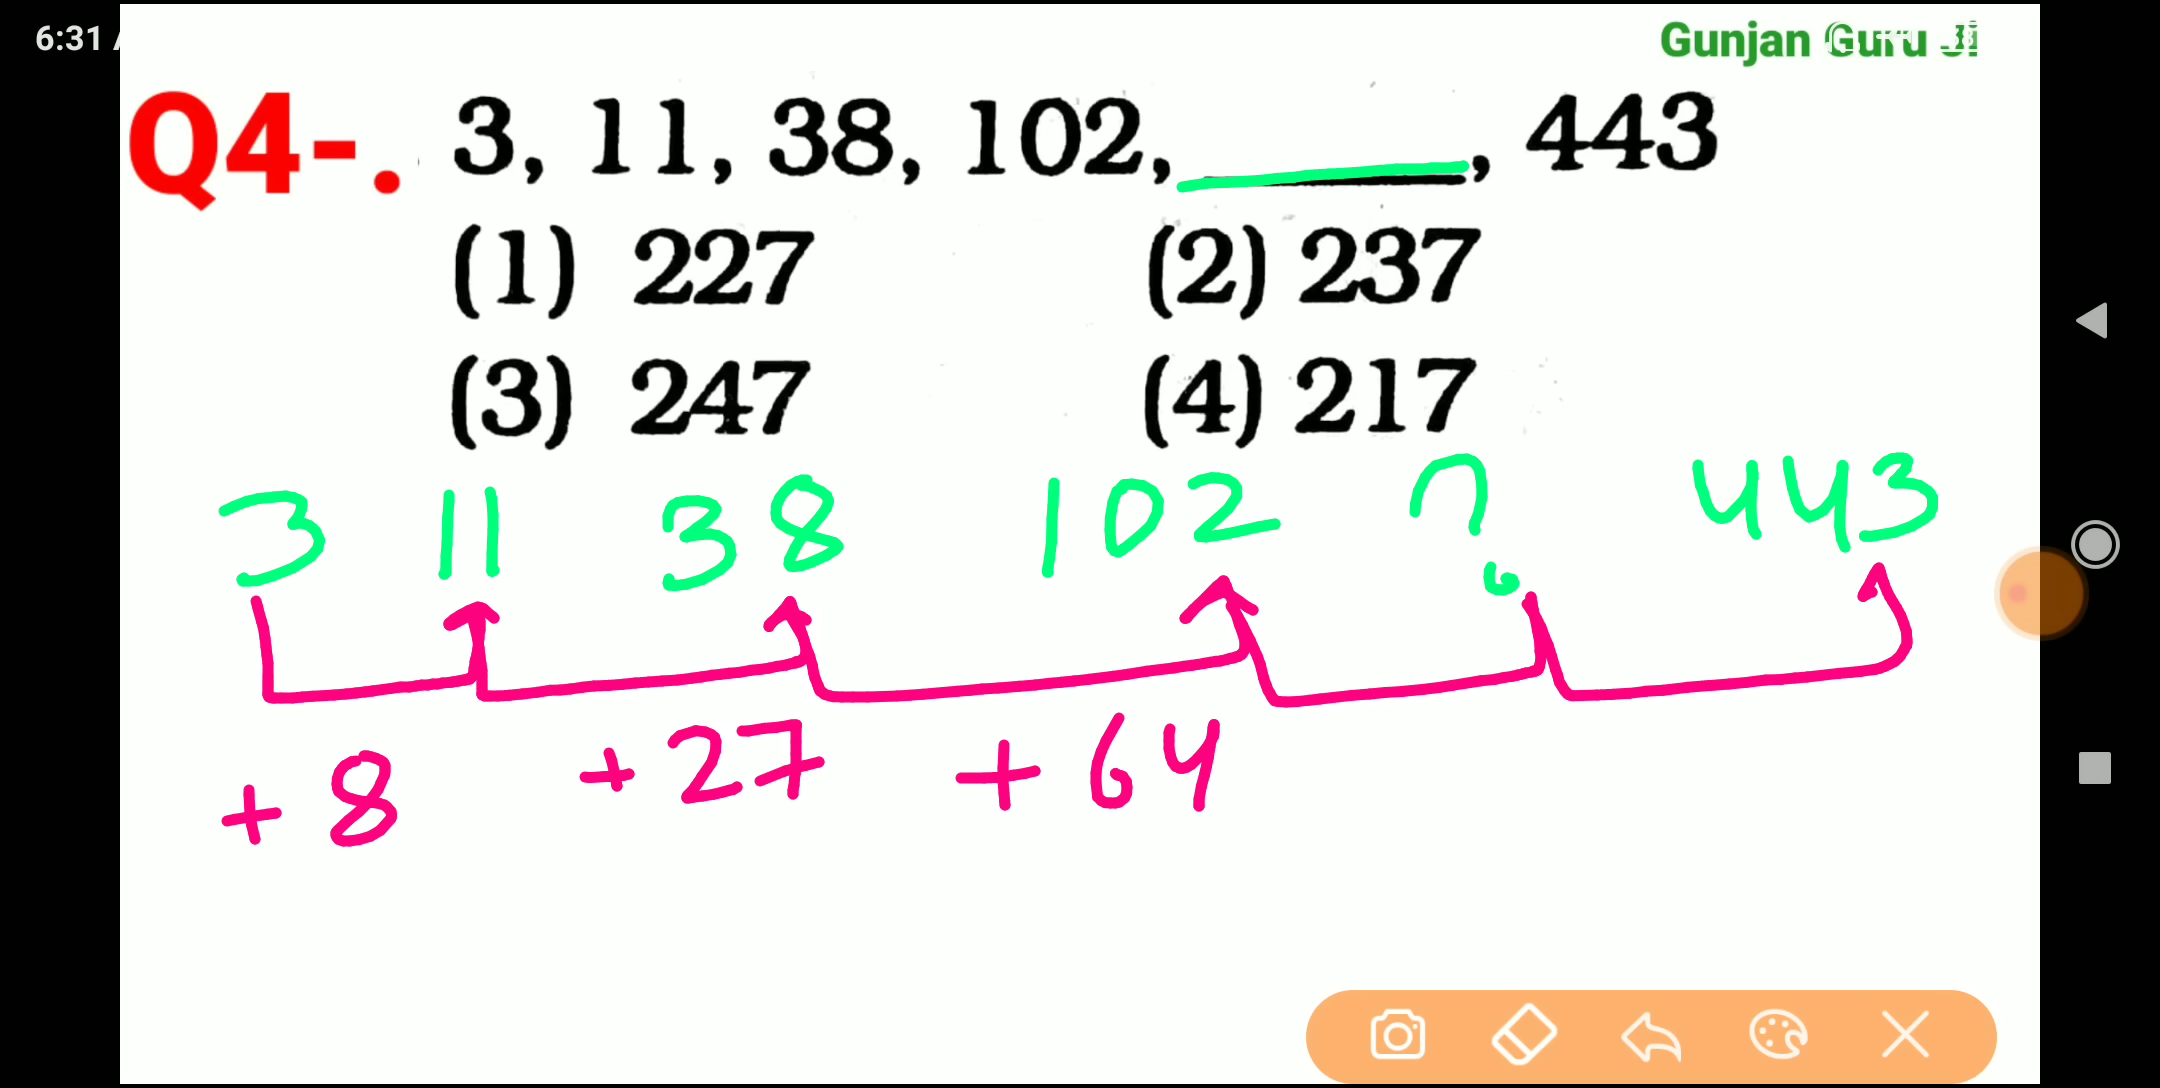 6:31
Gunjan Guru Ji
Q4-. 3, 11, 38, 102, ______, 443
(1) 227 (2) 237
(3) 247 (4) 217
3 11 38 102 ? 443
+8 +27 +64